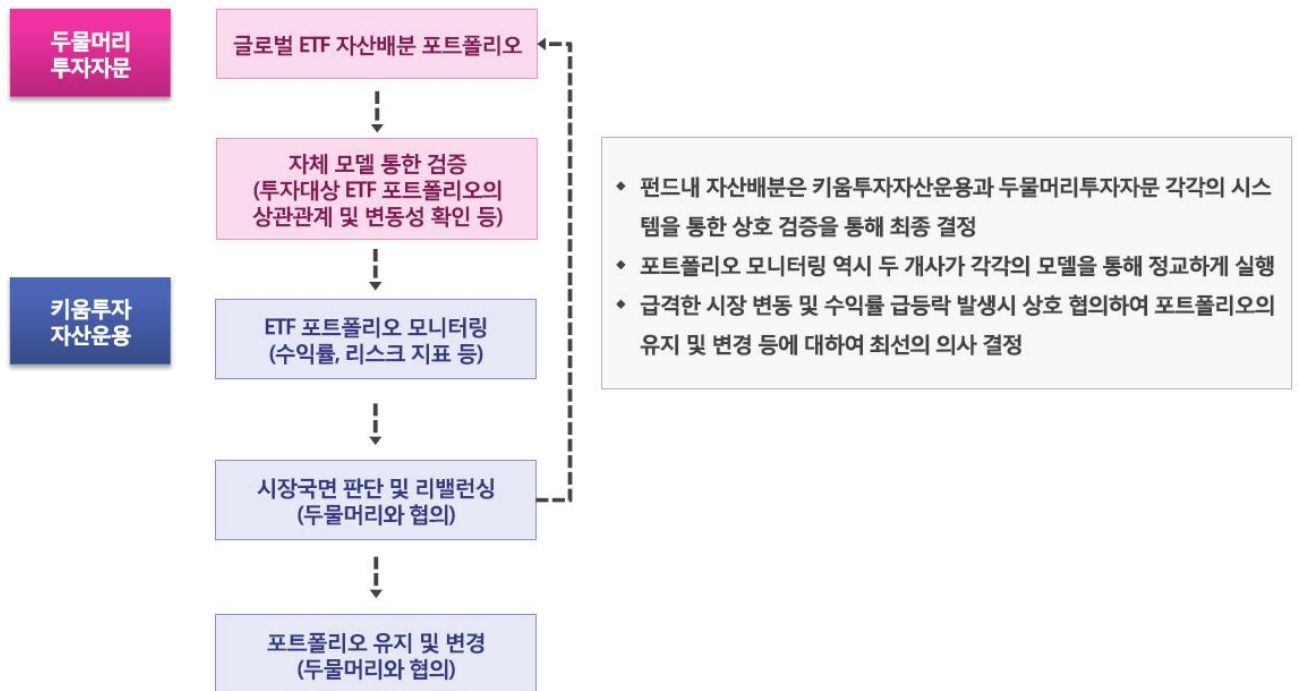 두물머리
투자자문
글로벌 ETF 자산배분 포트폴리오
자체 모델 통한 검증
(투자대상 ETF 포트폴리오의
상관관계 및 변동성 확인 등)
키움투자
자산운용
ETF 포트폴리오 모니터링
(수익률, 리스크 지표 등)
시장국면 판단 및 리밸런싱
(두물머리와 협의)
포트폴리오 유지 및 변경
(두물머리와 협의)
◆ 펀드내 자산배분은 키움투자자산운용과 두물머리투자자문 각각의 시스
템을 통한 상호 검증을 통해 최종 결정
◆ 포트폴리오 모니터링 역시 두 개사가 각각의 모델을 통해 정교하게 실행
◆ 급격한 시장 변동 및 수익률 급등락 발생시 상호 협의하여 포트폴리오의
유지 및 변경 등에 대하여 최선의 의사 결정